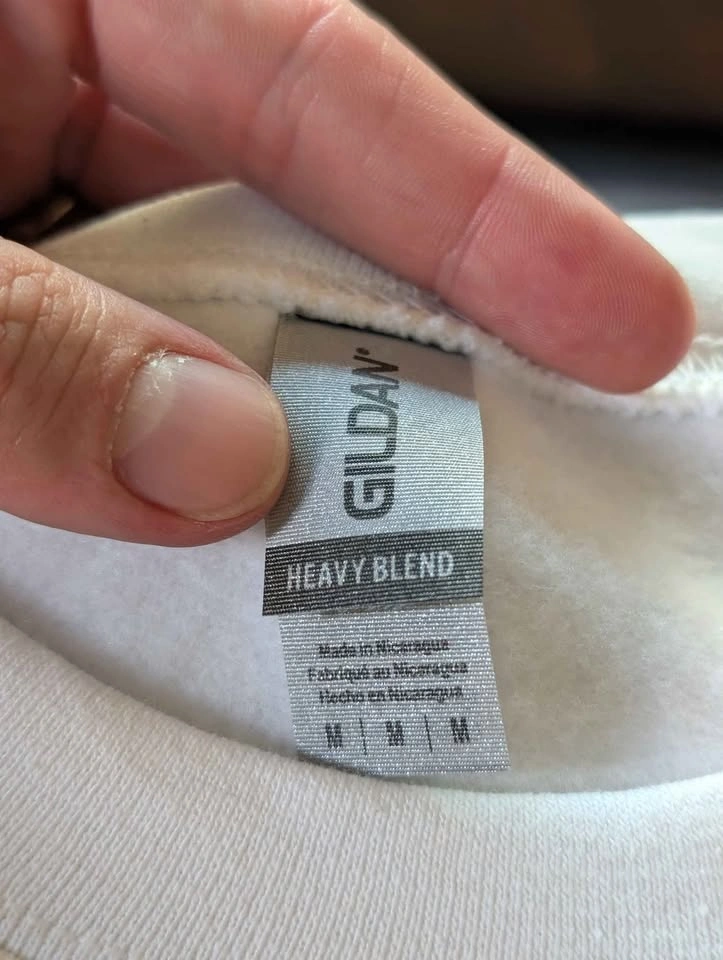 GILDAN®
HEAVY BLEND
Made in Nicaragua
Fabriqué au Nicaragua
Hecho en Nicaragua
M | M | M